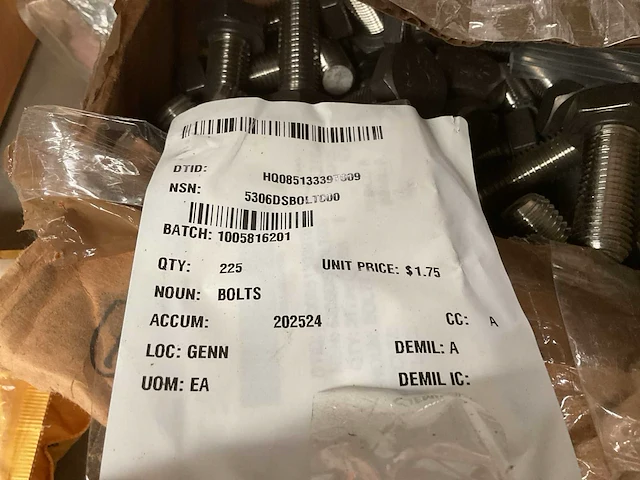 DTID:
NSN: 5306DSBOLT000
BATCH: 1005816201
QTY: 225 UNIT PRICE: $1.75
NOUN: BOLTS
ACCUM: 202524 CC: A
LOC: GENN DEMIL: A
UOM: EA DEMIL IC: